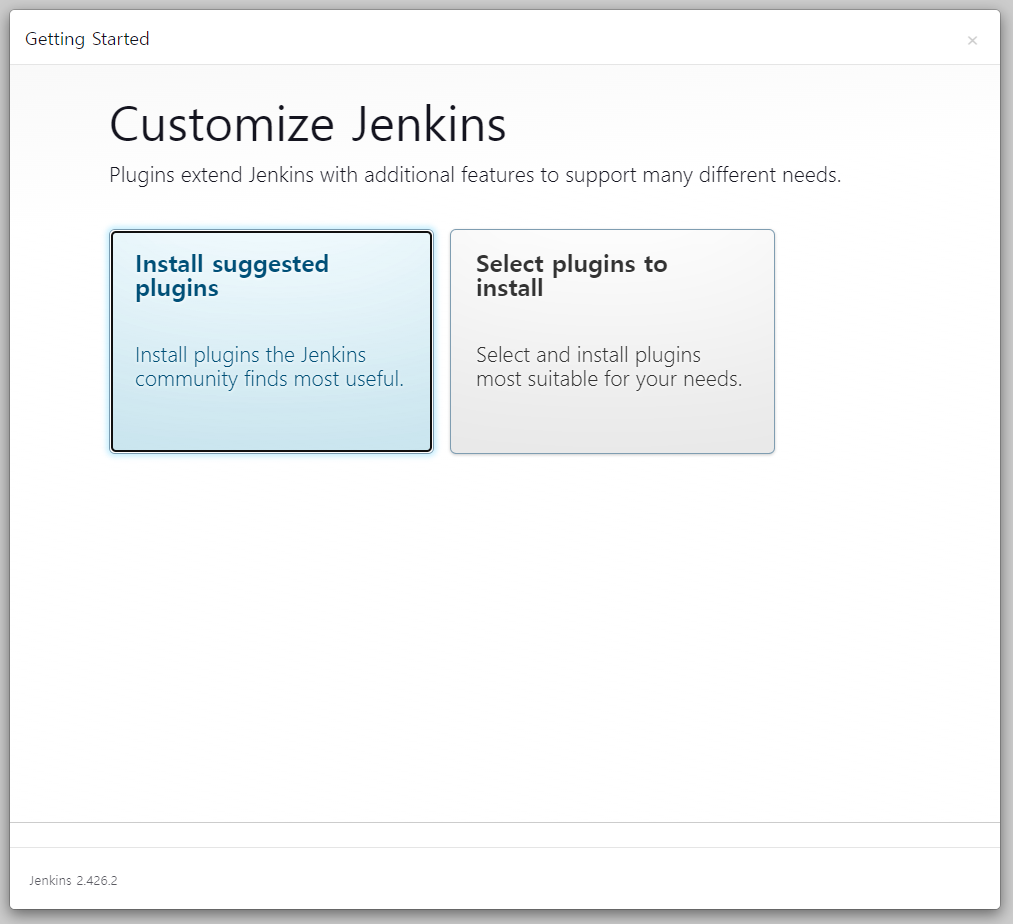 Getting Started
×
Customize Jenkins
Plugins extend Jenkins with additional features to support many different needs.
Install suggested
plugins
Install plugins the Jenkins
community finds most useful.
Select plugins to
install
Select and install plugins
most suitable for your needs.
Jenkins 2.426.2